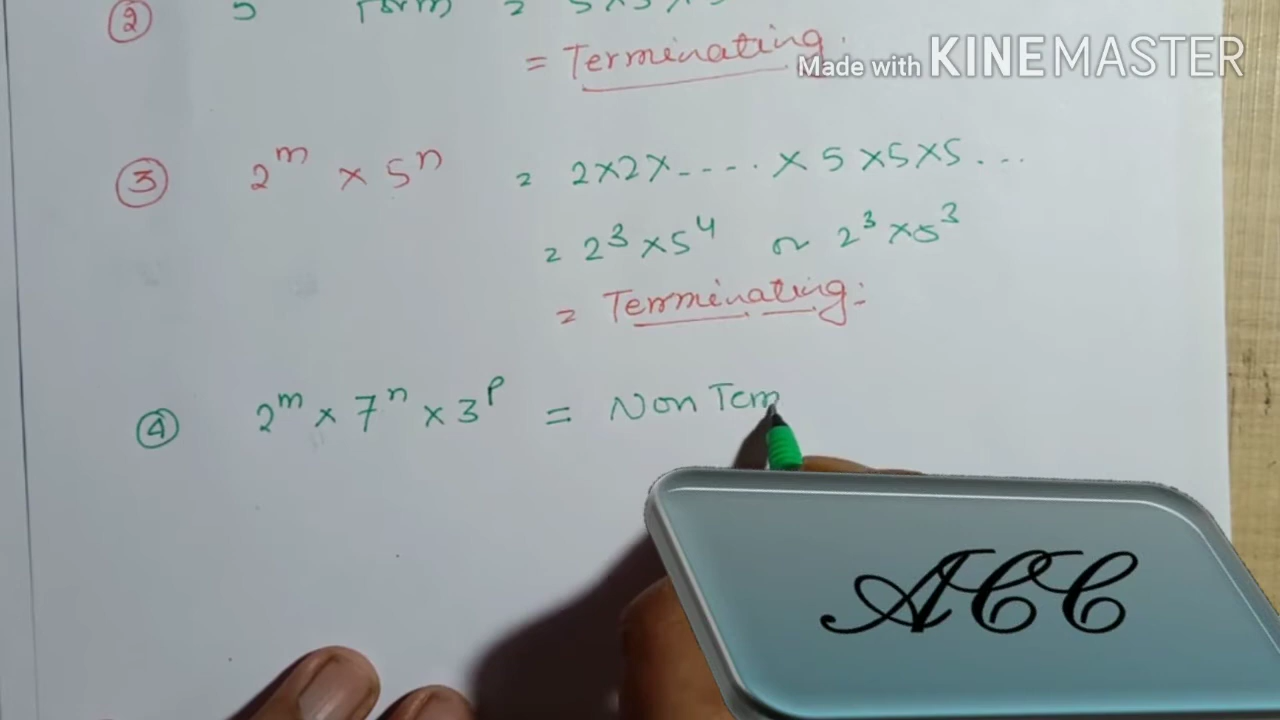 ②
= Terminating.
Made with KINEMASTER
③ 2^m × 5^n = 2×2×----- × 5×5×5...
= 2^3 ×5^4 or 2^3 ×5^3
= Terminating:
④ 2^m × 7^n × 3^p = Non Term
ACC